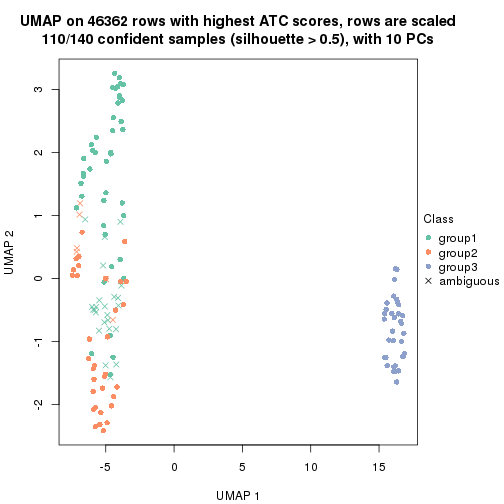 UMAP on 46362 rows with highest ATC scores, rows are scaled
110/140 confident samples (silhouette > 0.5), with 10 PCs
3
2
1
0
-1
-2
UMAP 2
-5
0
5
10
15
UMAP 1
Class
group1
group2
group3
ambiguous